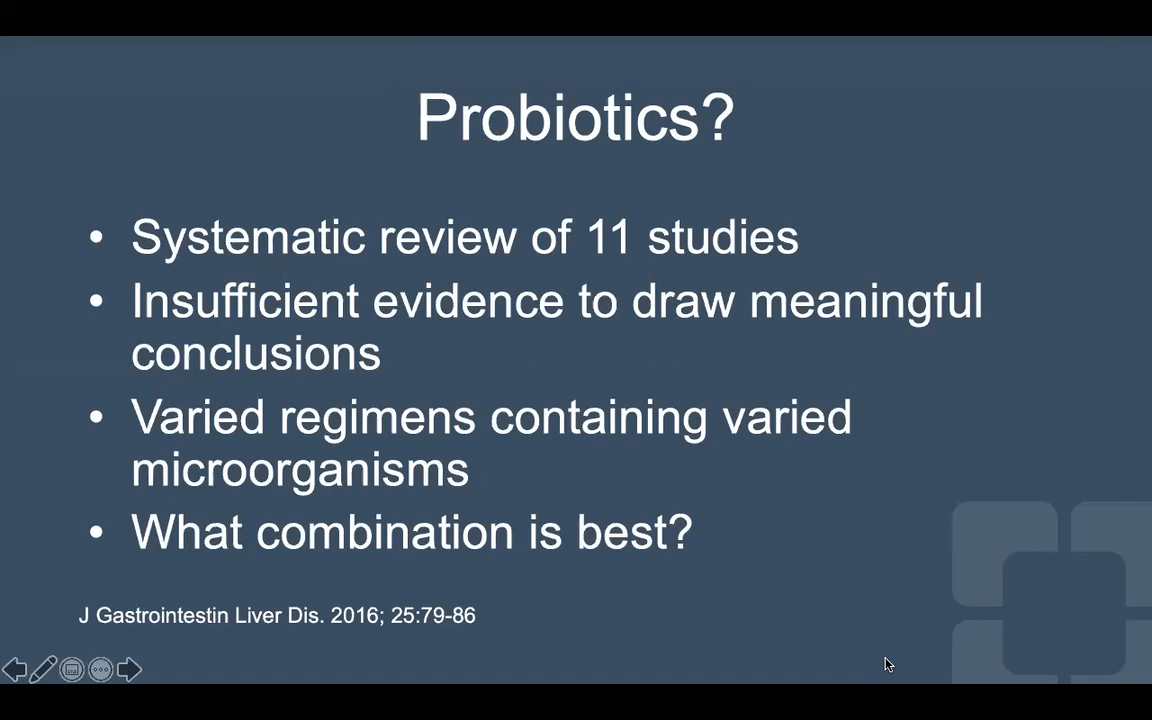 Probiotics?
• Systematic review of 11 studies
• Insufficient evidence to draw meaningful
conclusions
• Varied regimens containing varied
microorganisms
• What combination is best?
J Gastrointestin Liver Dis. 2016; 25:79-86